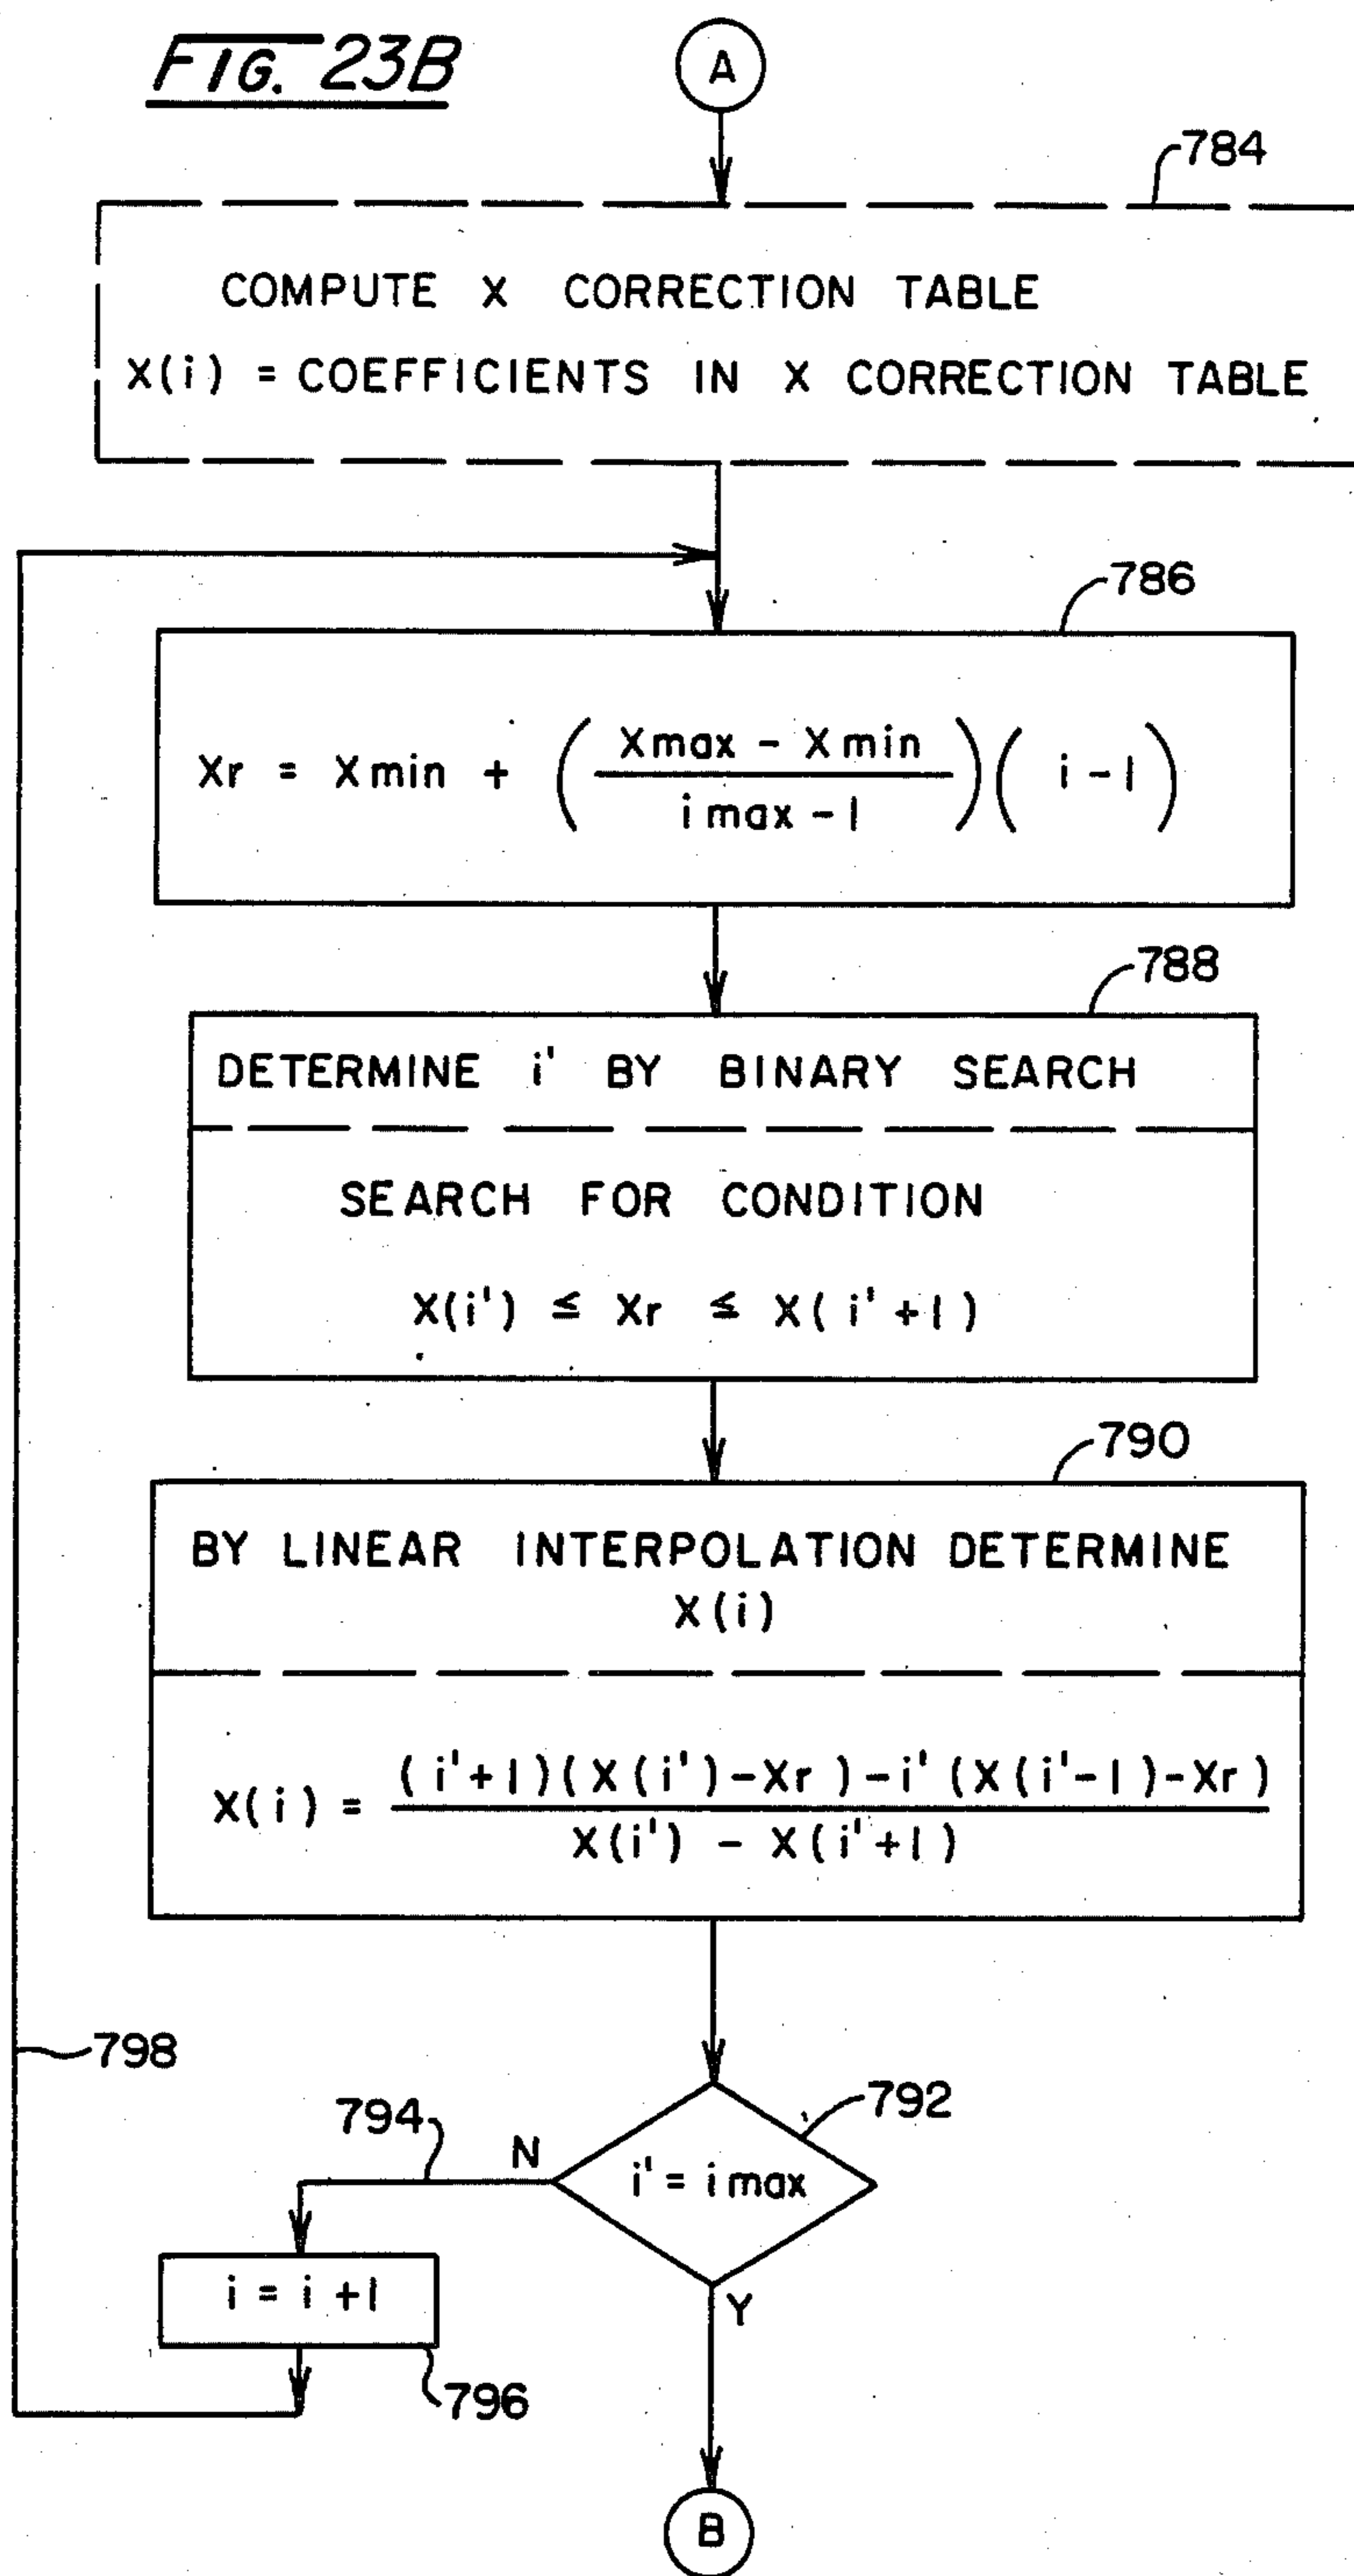 FIG. 23B
A
784
COMPUTE X CORRECTION TABLE
X(i) = COEFFICIENTS IN X CORRECTION TABLE
786
Xr = Xmin + ( Xmax - Xmin / i max - 1 ) ( i - 1 )
788
DETERMINE i' BY BINARY SEARCH
SEARCH FOR CONDITION
X(i') ≤ Xr ≤ X(i'+1)
790
BY LINEAR INTERPOLATION DETERMINE
X(i)
X(i) = (i'+1)(X(i')-Xr)-i'(X(i'-1)-Xr) / X(i') - X(i'+1)
798
794
N
792
i' = i max
i = i + 1
Y
796
B